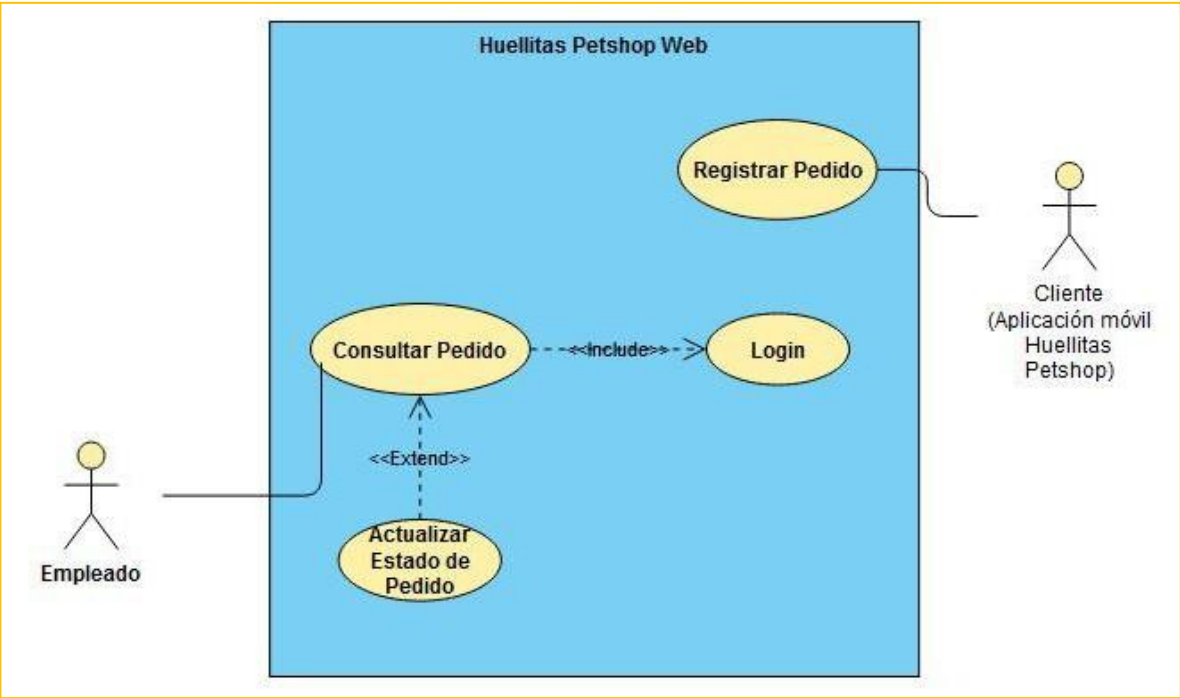 Huellitas Petshop Web
Registrar Pedido
Cliente
(Aplicación móvil
Huellitas
Petshop)
Consultar Pedido
<<Include>>
Login
<<Extend>>
Actualizar
Estado de
Pedido
Empleado